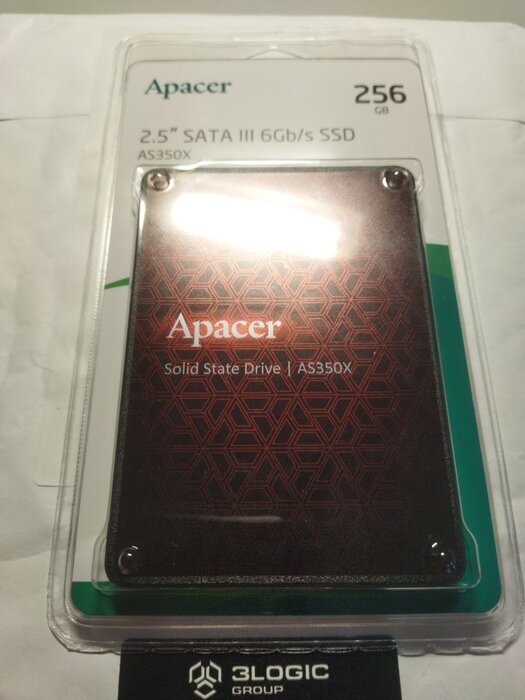 Apacer
256
GB
2.5" SATA III 6Gb/s SSD
AS350X
Apacer
Solid State Drive | AS350X
3LOGIC
GROUP